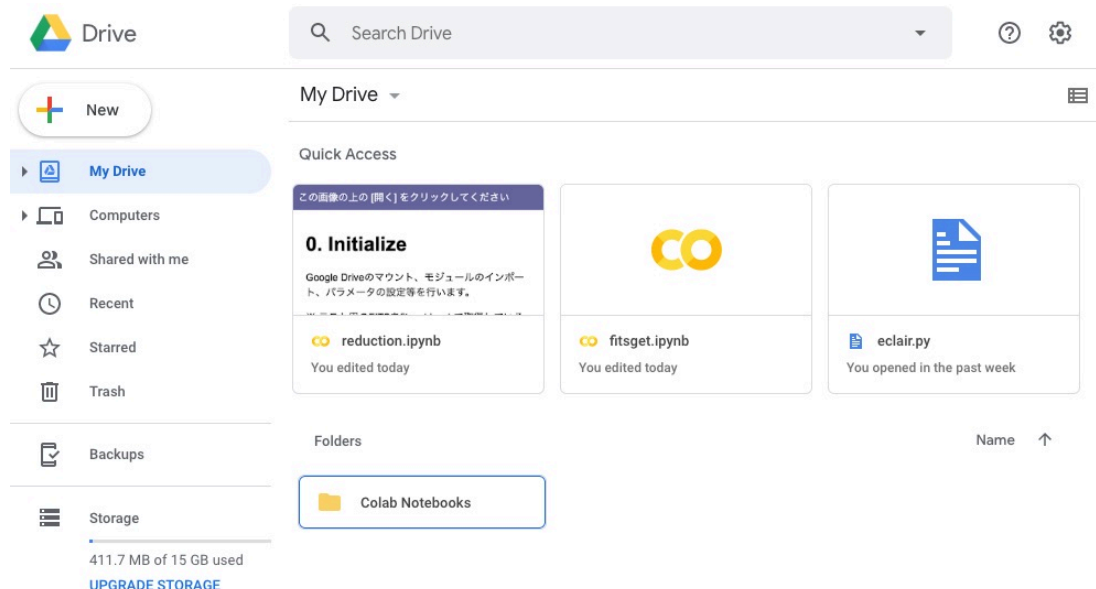 Drive
Search Drive
New
My Drive
Computers
Shared with me
Recent
Starred
Trash
Backups
Storage
411.7 MB of 15 GB used
UPGRADE STORAGE
My Drive
Quick Access
この画像の上の [開く] をクリックしてください
0. Initialize
Google Driveのマウント、モジュールのインポー
ト、パラメータの設定等を行います。
reduction.ipynb
You edited today
fitsget.ipynb
You edited today
eclair.py
You opened in the past week
Folders
Name
Colab Notebooks